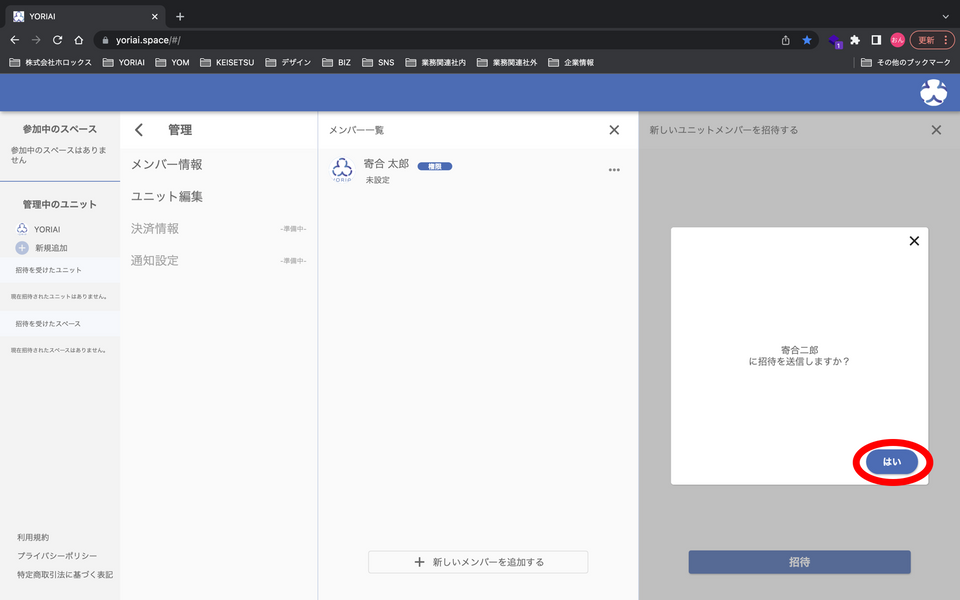 YORIAI
yoriai.space/#/
1
おん
更新
株式会社ホロックス
YORIAI
YOM
KEISETSU
デザイン
BIZ
SNS
業務関連社内
業務関連社外
企業情報
その他のブックマーク
参加中のスペース
参加中のスペースはありま
せん
管理中のユニット
YORIAI
新規追加
招待を受けたユニット
現在招待されたユニットはありません。
招待を受けたスペース
現在招待されたスペースはありません。
利用規約
プライバシーポリシー
特定商取引法に基づく表記
管理
メンバー情報
ユニット編集
決済情報
-準備中-
通知設定
-準備中-
メンバー一覧
寄合 太郎
権限
未設定
新しいメンバーを追加する
新しいユニットメンバーを招待する
寄合二郎
に招待を送信しますか？
はい
招待